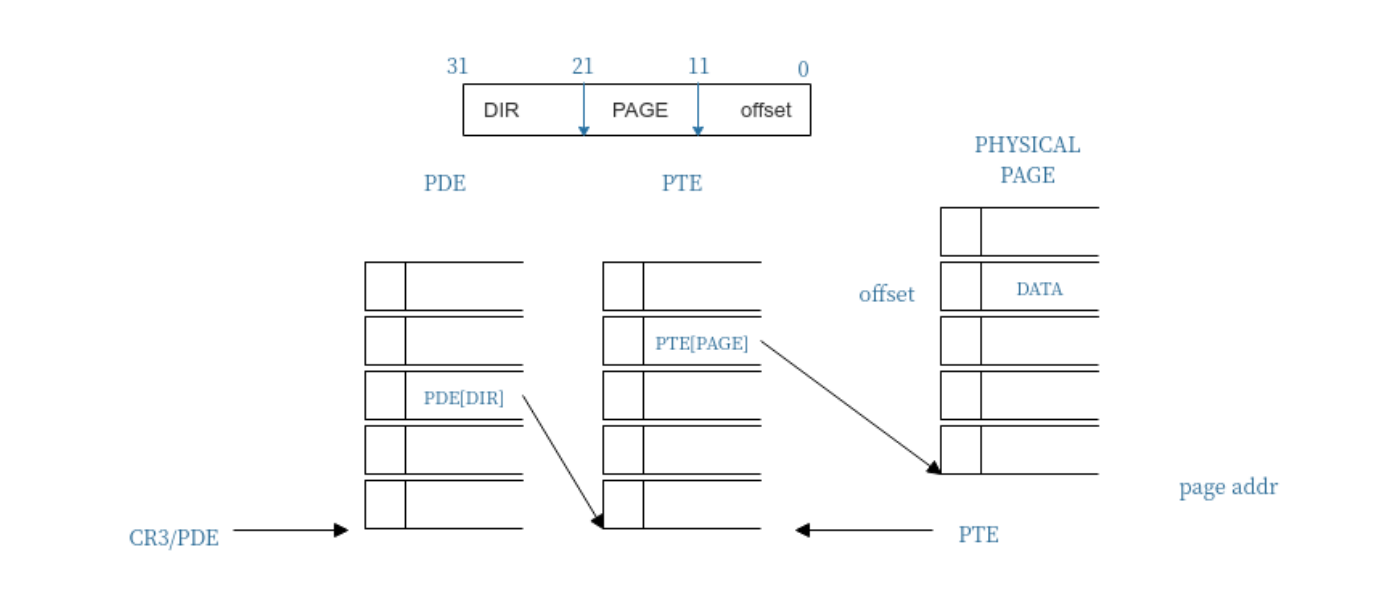 31 21 11 0
DIR PAGE offset
PHYSICAL
PAGE
PDE PTE
offset DATA
PTE[PAGE]
PDE[DIR]
page addr
CR3/PDE PTE